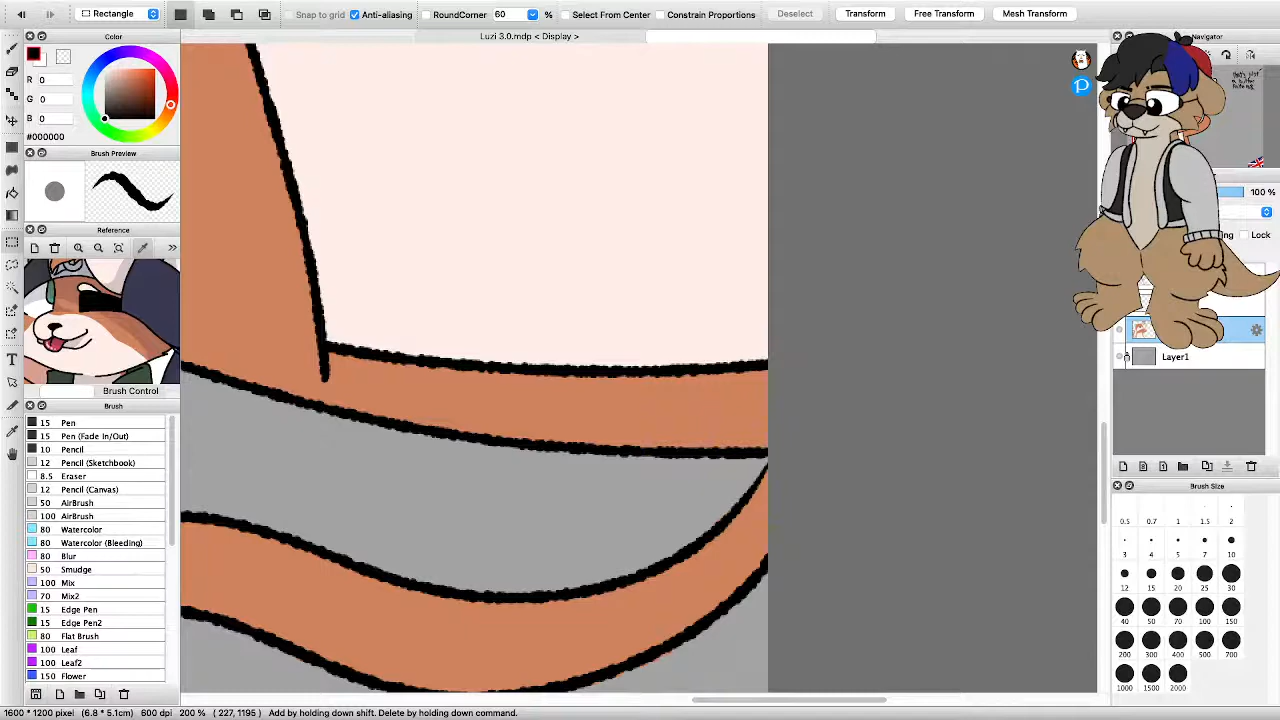 Rectangle Snap to grid Anti-aliasing RoundCorner 60 % Select From Center Constrain Proportions Deselect Transform Free Transform Mesh Transform
Color
Luzi 3.0.mdp < Display >
Navigator
R 0
G 0
B 0
#000000
Brush Preview
100 %
Reference
Lock
Layer1
Brush Control
Brush
15 Pen
15 Pen (Fade In/Out)
10 Pencil
12 Pencil (Sketchbook)
8.5 Eraser
12 Pencil (Canvas)
50 AirBrush
100 AirBrush
80 Watercolor
80 Watercolor (Bleeding)
80 Blur
50 Smudge
100 Mix
70 Mix2
15 Edge Pen
15 Edge Pen2
80 Flat Brush
100 Leaf
100 Leaf2
150 Flower
Brush Size
0.5 0.7 1 1.5 2
3 4 5 7 10
12 15 20 25 30
40 50 70 100 150
200 300 400 500 700
1000 1500 2000
1600 * 1200 pixel (6.8 * 5.1cm) 600 dpi 200 % ( 227, 1195 ) Add by holding down shift. Delete by holding down command.